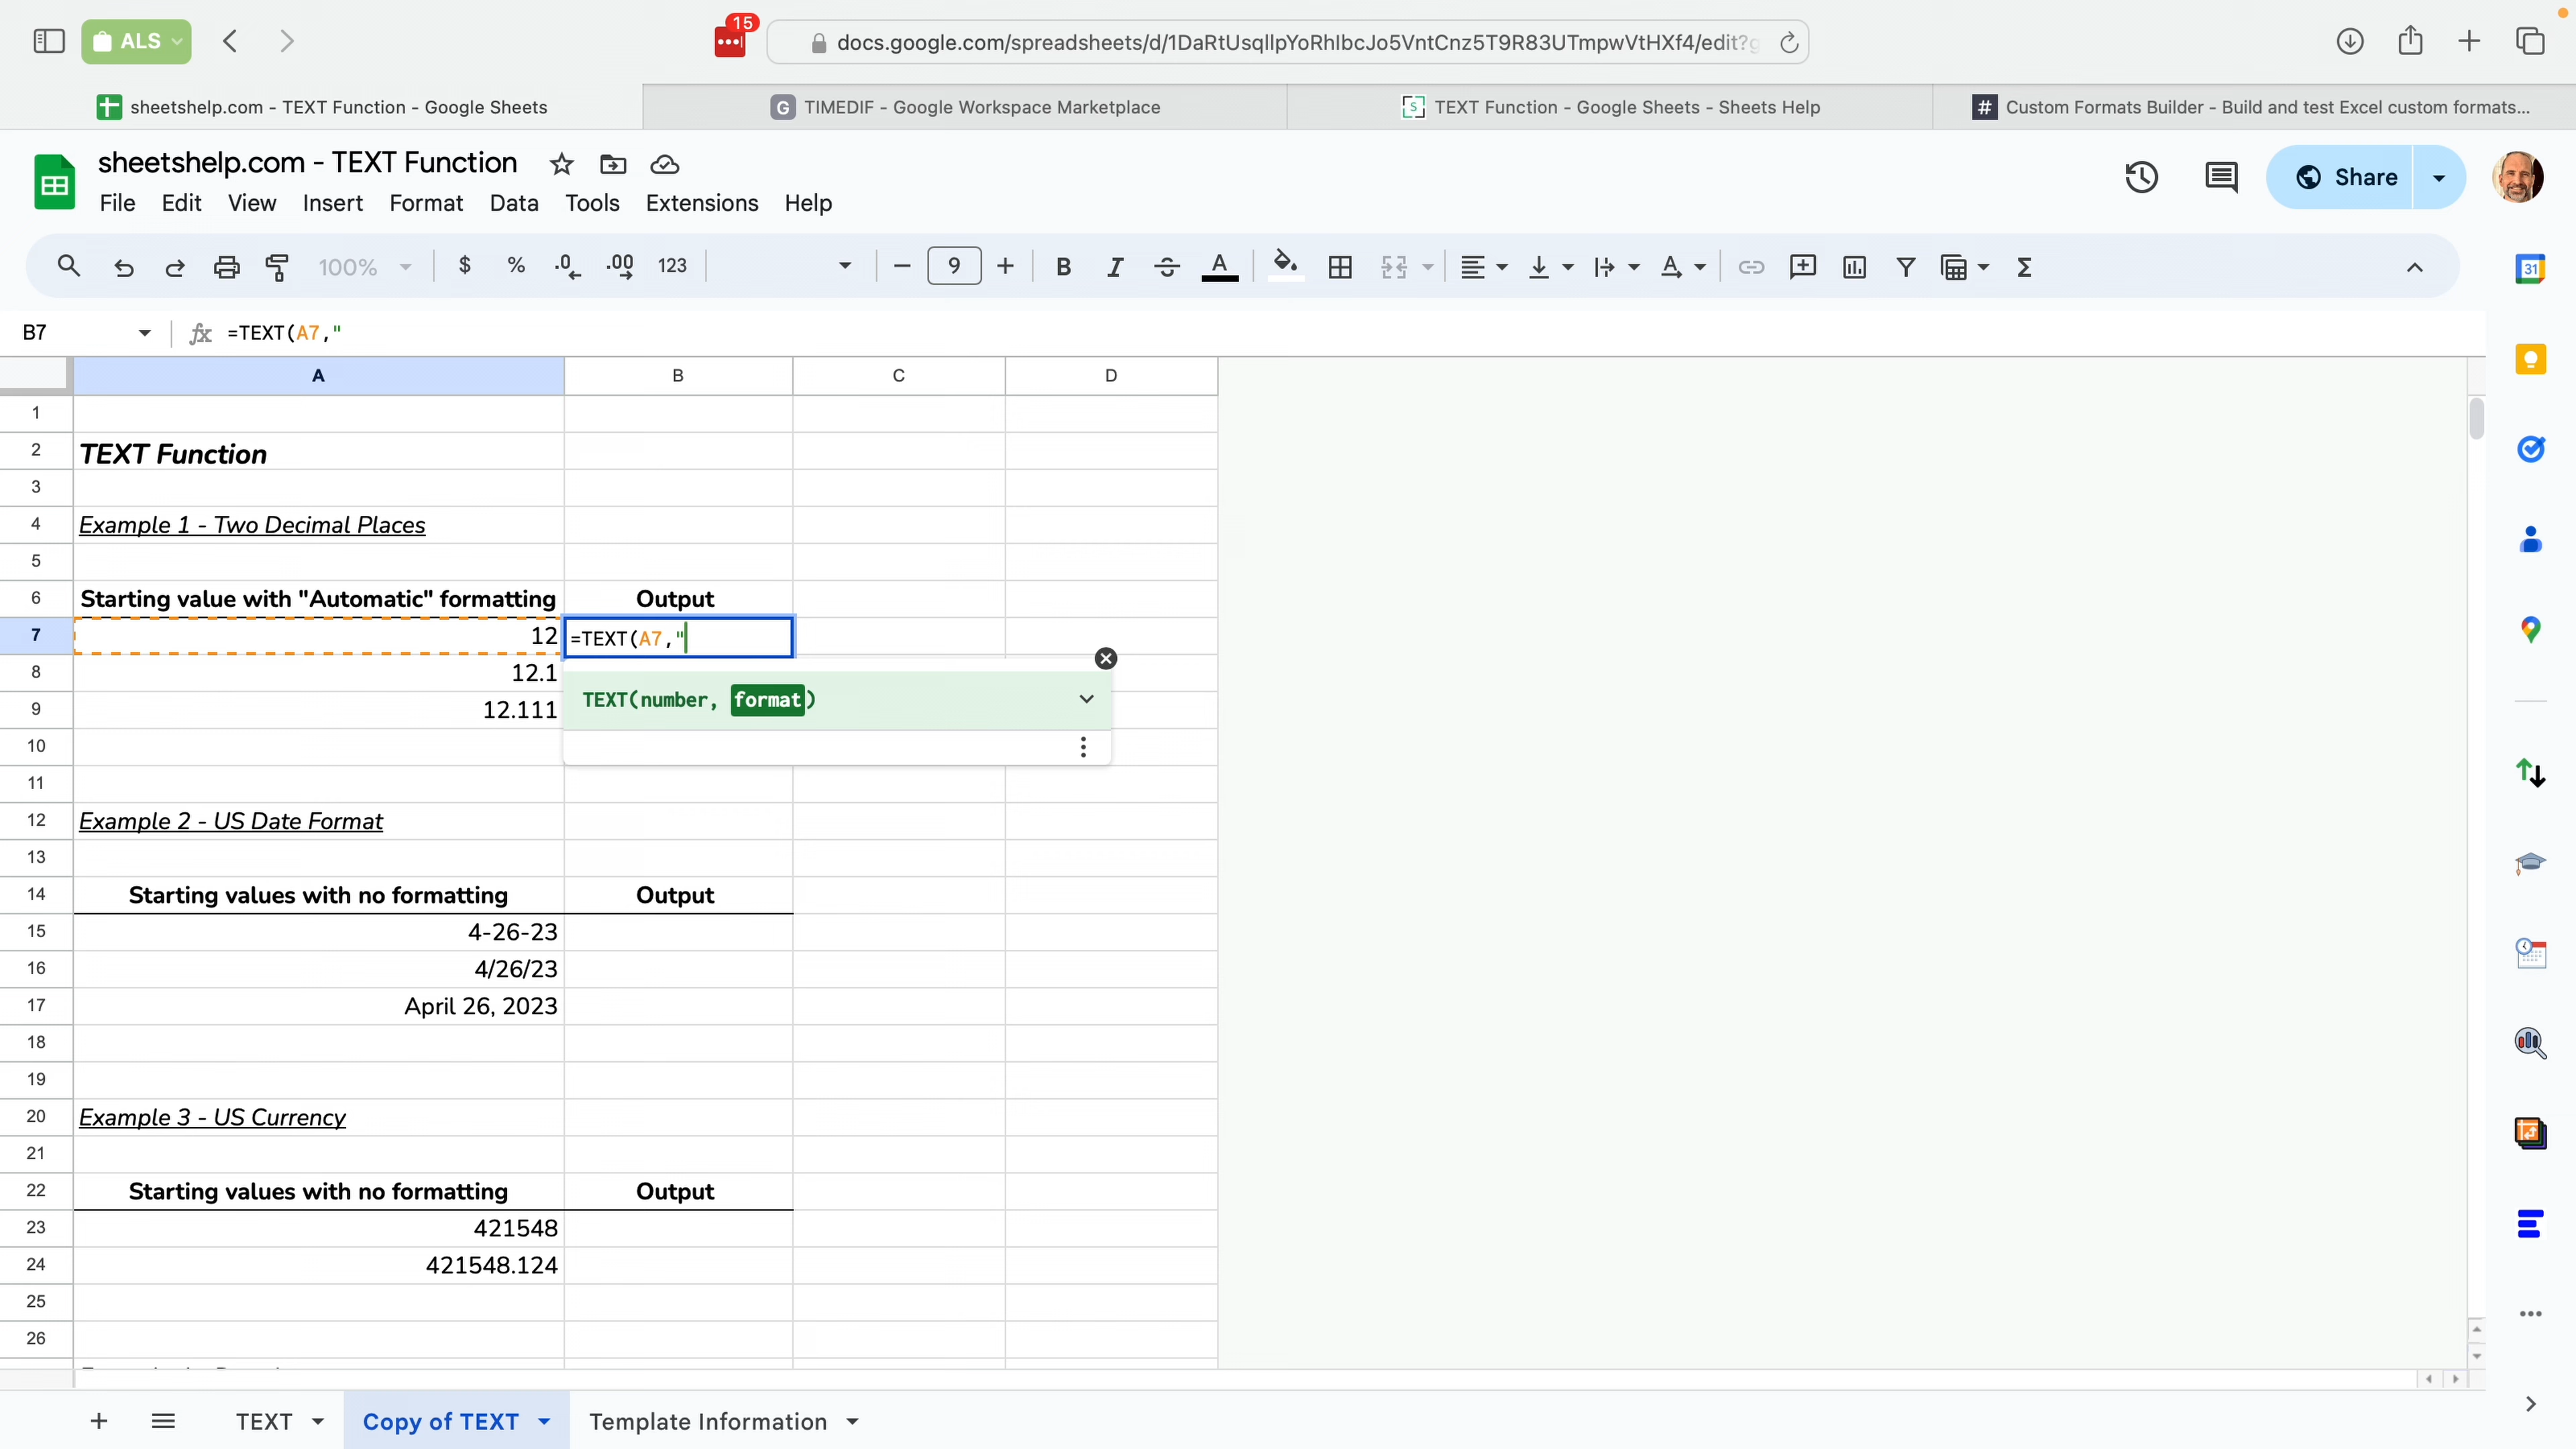 15
ALS
docs.google.com/spreadsheets/d/1DaRtUsqllpYoRhlbcJo5VntCnz5T9R83UTmpwVtHXf4/edit?
sheetshelp.com - TEXT Function - Google Sheets
G TIMEDIF - Google Workspace Marketplace
S TEXT Function - Google Sheets - Sheets Help
# Custom Formats Builder - Build and test Excel custom formats...
sheetshelp.com - TEXT Function
File Edit View Insert Format Data Tools Extensions Help
Share
100% $ % .0 .00 123 9 B I A A Σ
31
B7 fx =TEXT(A7,"
A B C D
1
2 TEXT Function
3
4 Example 1 - Two Decimal Places
5
6 Starting value with "Automatic" formatting Output
7 12 =TEXT(A7,"
8 12.1
TEXT(number, format)
9 12.111
10
11
12 Example 2 - US Date Format
13
14 Starting values with no formatting Output
15 4-26-23
16 4/26/23
17 April 26, 2023
18
19
20 Example 3 - US Currency
21
22 Starting values with no formatting Output
23 421548
24 421548.124
25
26
+ TEXT Copy of TEXT Template Information